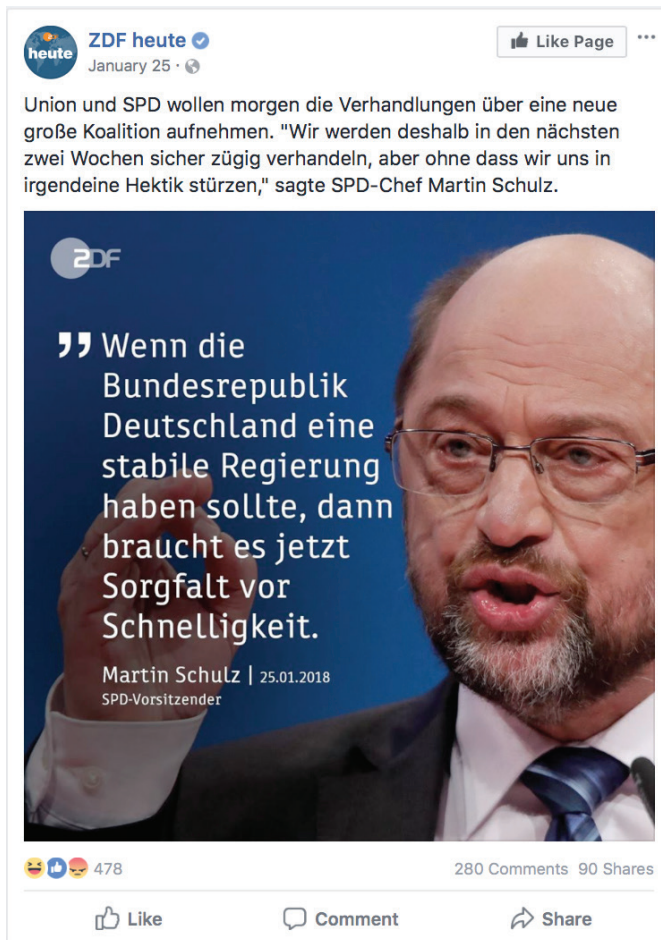 heute
ZDF heute
January 25 ·
Like Page
Union und SPD wollen morgen die Verhandlungen über eine neue
große Koalition aufnehmen. "Wir werden deshalb in den nächsten
zwei Wochen sicher zügig verhandeln, aber ohne dass wir uns in
irgendeine Hektik stürzen," sagte SPD-Chef Martin Schulz.
ZDF
" Wenn die
Bundesrepublik
Deutschland eine
stabile Regierung
haben sollte, dann
braucht es jetzt
Sorgfalt vor
Schnelligkeit.
Martin Schulz | 25.01.2018
SPD-Vorsitzender
478
280 Comments 90 Shares
Like Comment Share